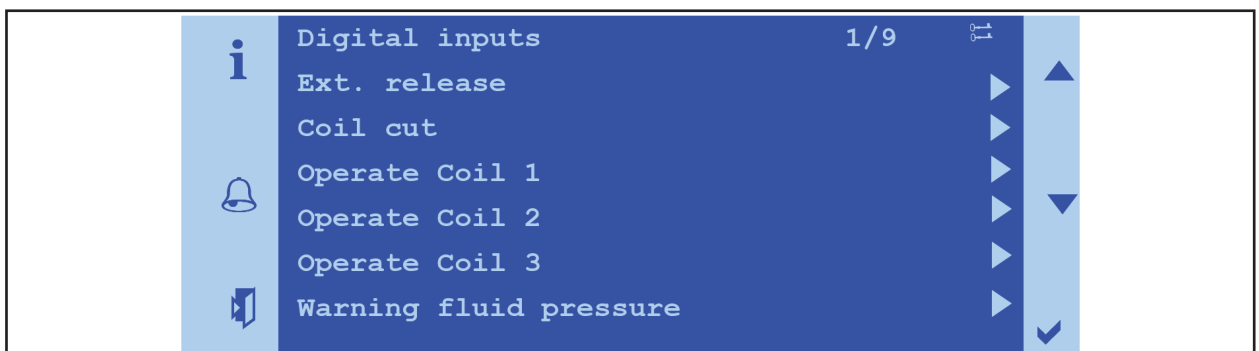 Digital inputs 1/9
Ext. release
Coil cut
Operate Coil 1
Operate Coil 2
Operate Coil 3
Warning fluid pressure